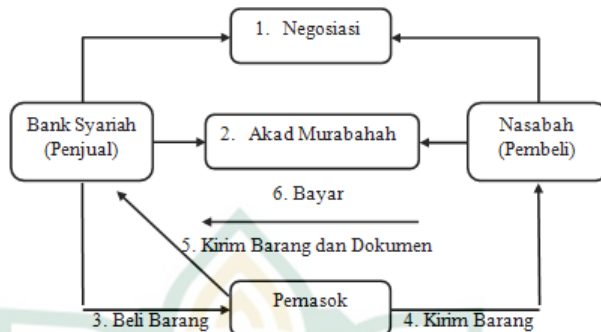 1. Negosiasi
Bank Syariah
(Penjual)
2. Akad Murabahah
Nasabah
(Pembeli)
6. Bayar
5. Kirim Barang dan Dokumen
Pemasok
3. Beli Barang
4. Kirim Barang